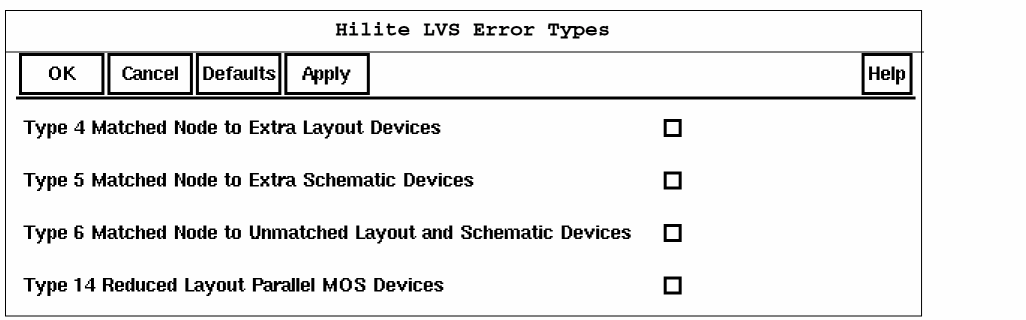 Hilite LVS Error Types
OK Cancel Defaults Apply Help
Type 4 Matched Node to Extra Layout Devices
Type 5 Matched Node to Extra Schematic Devices
Type 6 Matched Node to Unmatched Layout and Schematic Devices
Type 14 Reduced Layout Parallel MOS Devices